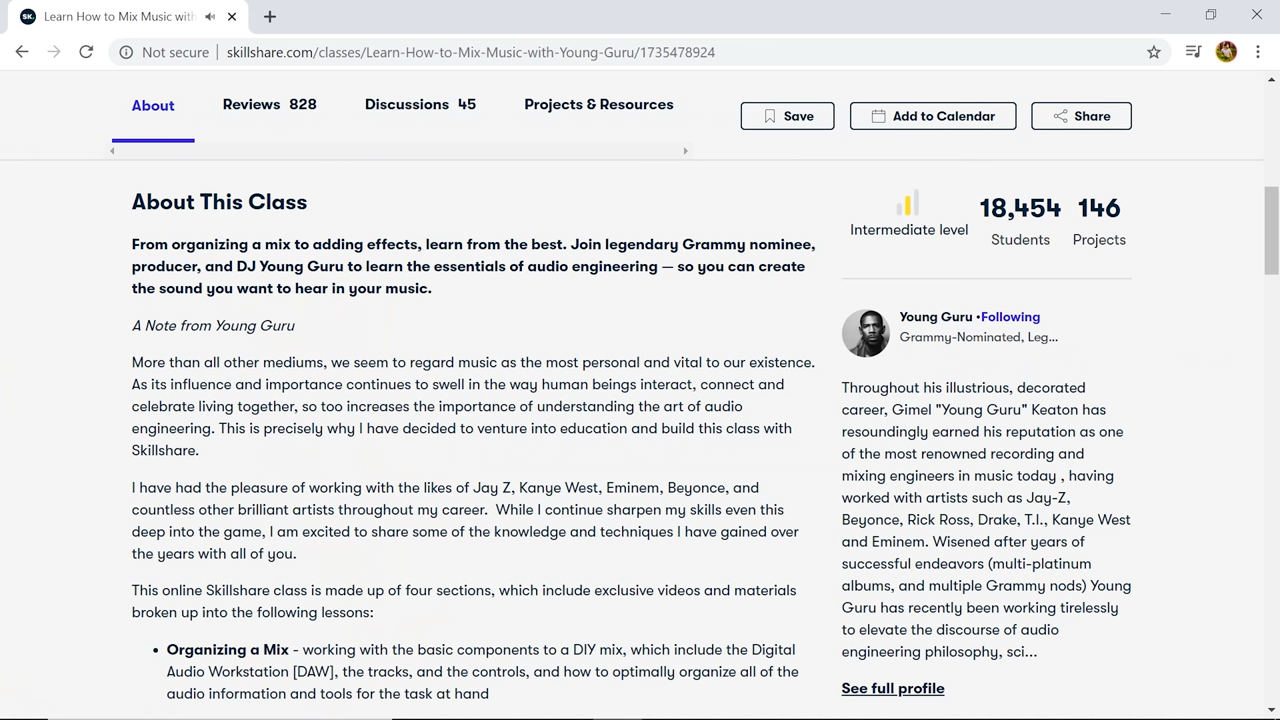 SK.
Learn How to Mix Music with
Not secure
skillshare.com/classes/Learn-How-to-Mix-Music-with-Young-Guru/1735478924
About
Reviews 828
Discussions 45
Projects & Resources
Save
Add to Calendar
Share
About This Class
From organizing a mix to adding effects, learn from the best. Join legendary Grammy nominee,
producer, and DJ Young Guru to learn the essentials of audio engineering — so you can create
the sound you want to hear in your music.
A Note from Young Guru
More than all other mediums, we seem to regard music as the most personal and vital to our existence.
As its influence and importance continues to swell in the way human beings interact, connect and
celebrate living together, so too increases the importance of understanding the art of audio
engineering. This is precisely why I have decided to venture into education and build this class with
Skillshare.
I have had the pleasure of working with the likes of Jay Z, Kanye West, Eminem, Beyonce, and
countless other brilliant artists throughout my career.  While I continue sharpen my skills even this
deep into the game, I am excited to share some of the knowledge and techniques I have gained over
the years with all of you.
This online Skillshare class is made up of four sections, which include exclusive videos and materials
broken up into the following lessons:
• Organizing a Mix - working with the basic components to a DIY mix, which include the Digital
Audio Workstation [DAW], the tracks, and the controls, and how to optimally organize all of the
audio information and tools for the task at hand
Intermediate level
18,454
Students
146
Projects
Young Guru •Following
Grammy-Nominated, Leg...
Throughout his illustrious, decorated
career, Gimel "Young Guru" Keaton has
resoundingly earned his reputation as one
of the most renowned recording and
mixing engineers in music today , having
worked with artists such as Jay-Z,
Beyonce, Rick Ross, Drake, T.I., Kanye West
and Eminem. Wisened after years of
successful endeavors (multi-platinum
albums, and multiple Grammy nods) Young
Guru has recently been working tirelessly
to elevate the discourse of audio
engineering philosophy, sci...
See full profile